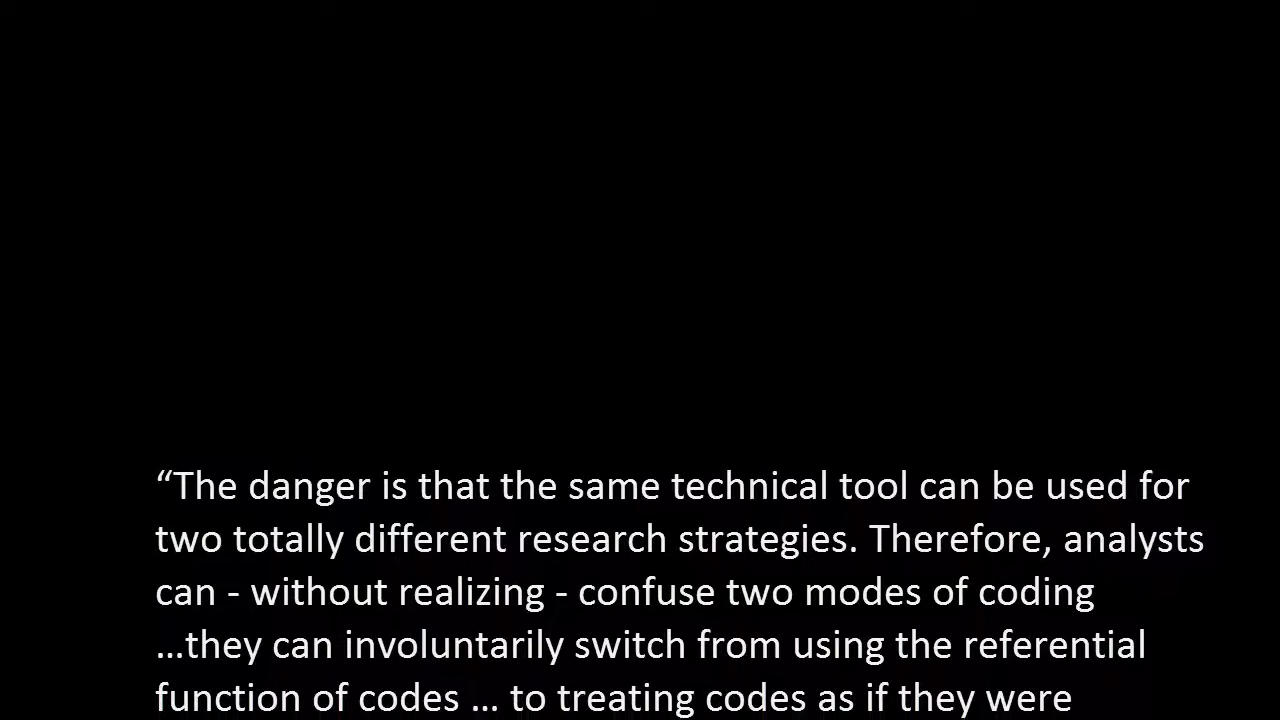 “The danger is that the same technical tool can be used for
two totally different research strategies. Therefore, analysts
can - without realizing - confuse two modes of coding
…they can involuntarily switch from using the referential
function of codes … to treating codes as if they were